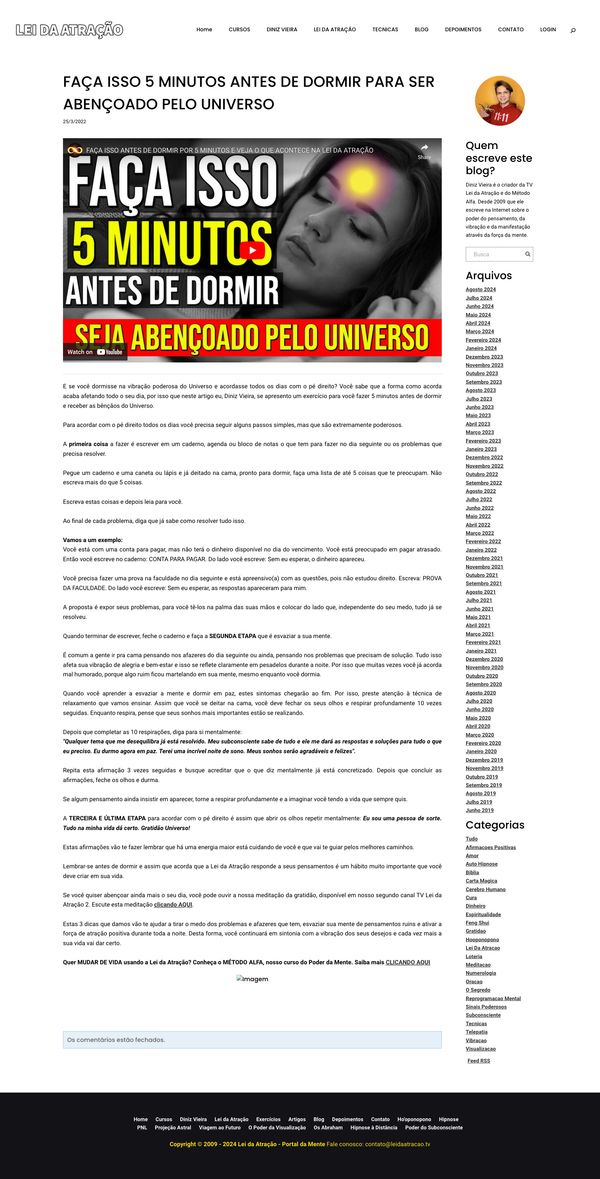 LEI DA ATRAÇÃO
Home CURSOS DINIZ VIEIRA LEI DA ATRAÇÃO TECNICAS BLOG DEPOIMENTOS CONTATO LOGIN
FAÇA ISSO 5 MINUTOS ANTES DE DORMIR PARA SER
ABENÇOADO PELO UNIVERSO
25/3/2022
FAÇA ISSO ANTES DE DORMIR POR 5 MINUTOS E VEJA O QUE ACONTECE NA LEI DA ATRAÇÃO
Share
FAÇA ISSO
5 MINUTOS
ANTES DE DORMIR
SEJA ABENÇOADO PELO UNIVERSO
Watch on YouTube
E se você dormisse na vibração poderosa do Universo e acordasse todos os dias com o pé direito? Você sabe que a forma como acorda
acaba afetando todo o seu dia, por isso que neste artigo eu, Diniz Vieira, se apresento um exercício para você fazer 5 minutos antes de dormir
e receber as bênçãos do Universo.
Para acordar com o pé direito todos os dias você precisa seguir alguns passos simples, mas que são extremamente poderosos.
A primeira coisa a fazer é escrever em um caderno, agenda ou bloco de notas o que tem para fazer no dia seguinte ou os problemas que
precisa resolver.
Pegue um caderno e uma caneta ou lápis e já deitado na cama, pronto para dormir, faça uma lista de até 5 coisas que te preocupam. Não
escreva mais do que 5 coisas.
Escreva estas coisas e depois leia para você.
Ao final de cada problema, diga que já sabe como resolver tudo isso.
Vamos a um exemplo:
Você está com uma conta para pagar, mas não terá o dinheiro disponível no dia do vencimento. Você está preocupado em pagar atrasado.
Então você escreve no caderno: CONTA PARA PAGAR. Do lado você escreve: Sem eu esperar, o dinheiro apareceu.
Você precisa fazer uma prova na faculdade no dia seguinte e está apreensivo(a) com as questões, pois não estudou direito. Escreva: PROVA
DA FACULDADE. Do lado você escreve: Sem eu esperar, as respostas apareceram para mim.
A proposta é expor seus problemas, para você tê-los na palma das suas mãos e colocar do lado que, independente do seu medo, tudo já se
resolveu.
Quando terminar de escrever, feche o caderno e faça a SEGUNDA ETAPA que é esvaziar a sua mente.
É comum a gente ir pra cama pensando nos afazeres do dia seguinte ou ainda, pensando nos problemas que precisam de solução. Tudo isso
afeta sua vibração de alegria e bem-estar e isso se reflete claramente em pesadelos durante a noite. Por isso que muitas vezes você já acorda
mal humorado, porque algo ruim ficou martelando em sua mente, mesmo enquanto você dormia.
Quando você aprender a esvaziar a mente e dormir em paz, estes sintomas chegarão ao fim. Por isso, preste atenção à técnica de
relaxamento que vamos ensinar. Assim que você se deitar na cama, você deve fechar os seus olhos e respirar profundamente 10 vezes
seguidas. Enquanto respira, pense que seus sonhos mais importantes estão se realizando.
Depois que completar as 10 respirações, diga para si mentalmente:
"Qualquer tema que me desequilibra já está resolvido. Meu subconsciente sabe de tudo e ele me dará as respostas e soluções para tudo o que
eu preciso. Eu durmo agora em paz. Terei uma incrível noite de sono. Meus sonhos serão agradáveis e felizes".
Repita esta afirmação 3 vezes seguidas e busque acreditar que o que diz mentalmente já está concretizado. Depois que concluir as
afirmações, feche os olhos e durma.
Se algum pensamento ainda insistir em aparecer, torne a respirar profundamente e a imaginar você tendo a vida que sempre quis.
A TERCEIRA E ÚLTIMA ETAPA para acordar com o pé direito é assim que abrir os olhos repetir mentalmente: Eu sou uma pessoa de sorte.
Tudo na minha vida dá certo. Gratidão Universo!
Estas afirmações vão te fazer lembrar que há uma energia maior está cuidando de você e que vai te guiar pelos melhores caminhos.
Lembrar-se antes de dormir e assim que acorda que a Lei da Atração responde a seus pensamentos é um hábito muito importante que você
deve criar em sua vida.
Se você quiser abençoar ainda mais o seu dia, você pode ouvir a nossa meditação da gratidão, disponível em nosso segundo canal TV Lei da
Atração 2. Escute esta meditação clicando AQUI.
Estas 3 dicas que damos vão te ajudar a tirar o medo dos problemas e afazeres que tem, esvaziar sua mente de pensamentos ruins e ativar a
força de atração positiva durante toda a noite. Desta forma, você continuará em sintonia com a vibração dos seus desejos e cada vez mais a
sua vida vai dar certo.
Quer MUDAR DE VIDA usando a Lei da Atração? Conheça o MÉTODO ALFA, nosso curso do Poder da Mente. Saiba mais CLICANDO AQUI
Imagem
Os comentários estão fechados.
11:11
Quem
escreve este
blog?
Diniz Vieira é o criador da TV
Lei da Atração e do Método
Alfa. Desde 2009 que ele
escreve na Internet sobre o
poder do pensamento, da
vibração e da manifestação
através da força da mente.
Busca
Arquivos
Agosto 2024
Julho 2024
Junho 2024
Maio 2024
Abril 2024
Março 2024
Fevereiro 2024
Janeiro 2024
Dezembro 2023
Novembro 2023
Outubro 2023
Setembro 2023
Agosto 2023
Julho 2023
Junho 2023
Maio 2023
Abril 2023
Março 2023
Fevereiro 2023
Janeiro 2023
Dezembro 2022
Novembro 2022
Outubro 2022
Setembro 2022
Agosto 2022
Julho 2022
Junho 2022
Maio 2022
Abril 2022
Março 2022
Fevereiro 2022
Janeiro 2022
Dezembro 2021
Novembro 2021
Outubro 2021
Setembro 2021
Agosto 2021
Julho 2021
Junho 2021
Maio 2021
Abril 2021
Março 2021
Fevereiro 2021
Janeiro 2021
Dezembro 2020
Novembro 2020
Outubro 2020
Setembro 2020
Agosto 2020
Julho 2020
Junho 2020
Maio 2020
Abril 2020
Março 2020
Fevereiro 2020
Janeiro 2020
Dezembro 2019
Novembro 2019
Outubro 2019
Setembro 2019
Agosto 2019
Julho 2019
Junho 2019
Categorias
Tudo
Afirmacoes Positivas
Amor
Auto Hipnose
Biblia
Carta Magica
Cerebro Humano
Cura
Dinheiro
Espiritualidade
Feng Shui
Gratidao
Hooponopono
Lei Da Atracao
Loteria
Meditacao
Numerologia
Oracao
O Segredo
Reprogramacao Mental
Sinais Poderosos
Subconsciente
Tecnicas
Telepatia
Vibracao
Visualizacao
Feed RSS
Home Cursos Diniz Vieira Lei da Atração Exercícios Artigos Blog Depoimentos Contato Ho'oponopono Hipnose
PNL Projeção Astral Viagem ao Futuro O Poder da Visualização Os Abraham Hipnose à Distância Poder do Subconsciente
Copyright © 2009 - 2024 Lei da Atração - Portal da Mente Fale conosco: contato@leidaatracao.tv